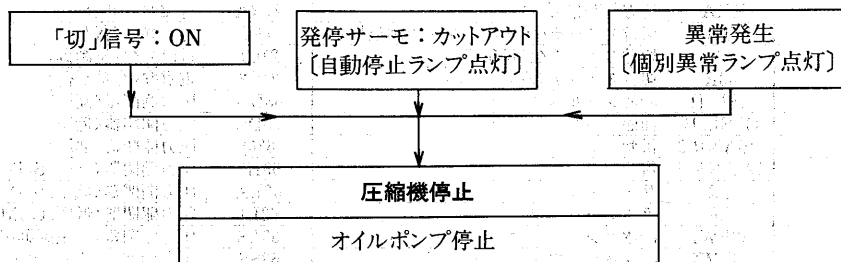 「切」信号：ON
発停サーモ：カットアウト
〔自動停止ランプ点灯〕
異常発生
〔個別異常ランプ点灯〕
圧縮機停止
オイルポンプ停止